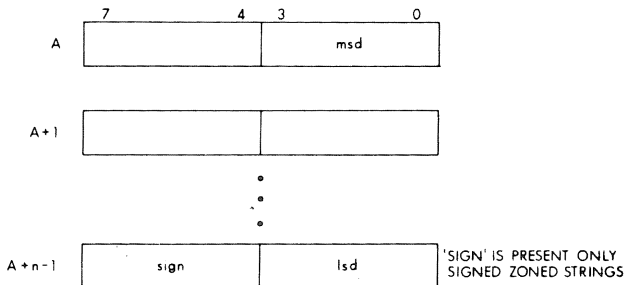 7 4 3 0
A msd
A+1
A+n-1 sign lsd 'SIGN' IS PRESENT ONLY
SIGNED ZONED STRINGS